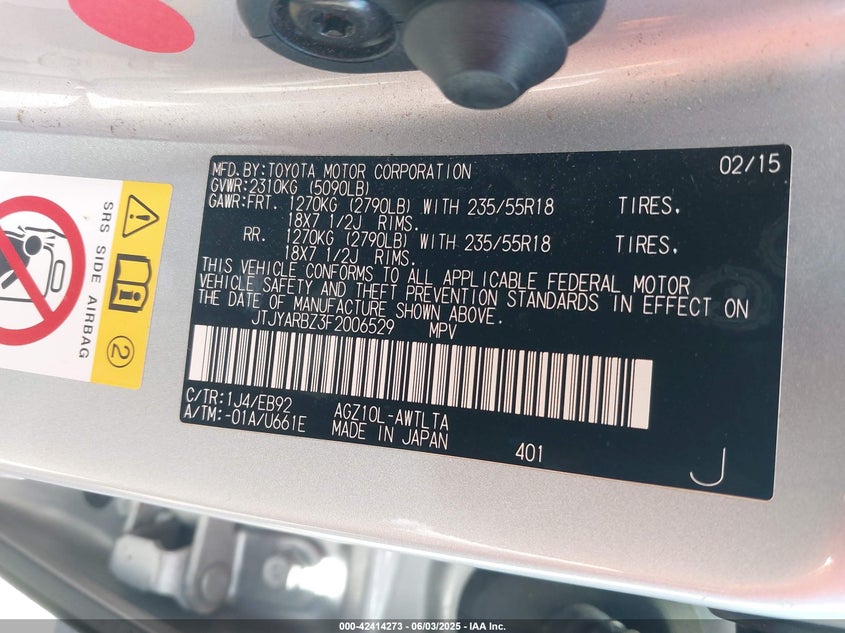 MFD.BY:TOYOTA MOTOR CORPORATION 02/15
GVWR:2310KG (5090LB)
GAWR:FRT. 1270KG (2790LB) WITH 235/55R18 TIRES,
18X7 1/2J RIMS.
RR. 1270KG (2790LB) WITH 235/55R18 TIRES,
18X7 1/2J RIMS.
THIS VEHICLE CONFORMS TO ALL APPLICABLE FEDERAL MOTOR
VEHICLE SAFETY AND THEFT PREVENTION STANDARDS IN EFFECT ON
THE DATE OF MANUFACTURE SHOWN ABOVE.
JTJYARBZ3F2006529 MPV
C/TR:1J4/EB92 AGZ10L-AWTLTA
A/TM:-01A/U661E MADE IN JAPAN 401
J
SRS SIDE AIRBAG
2
000-42414273 - 06/03/2025 - IAA Inc.